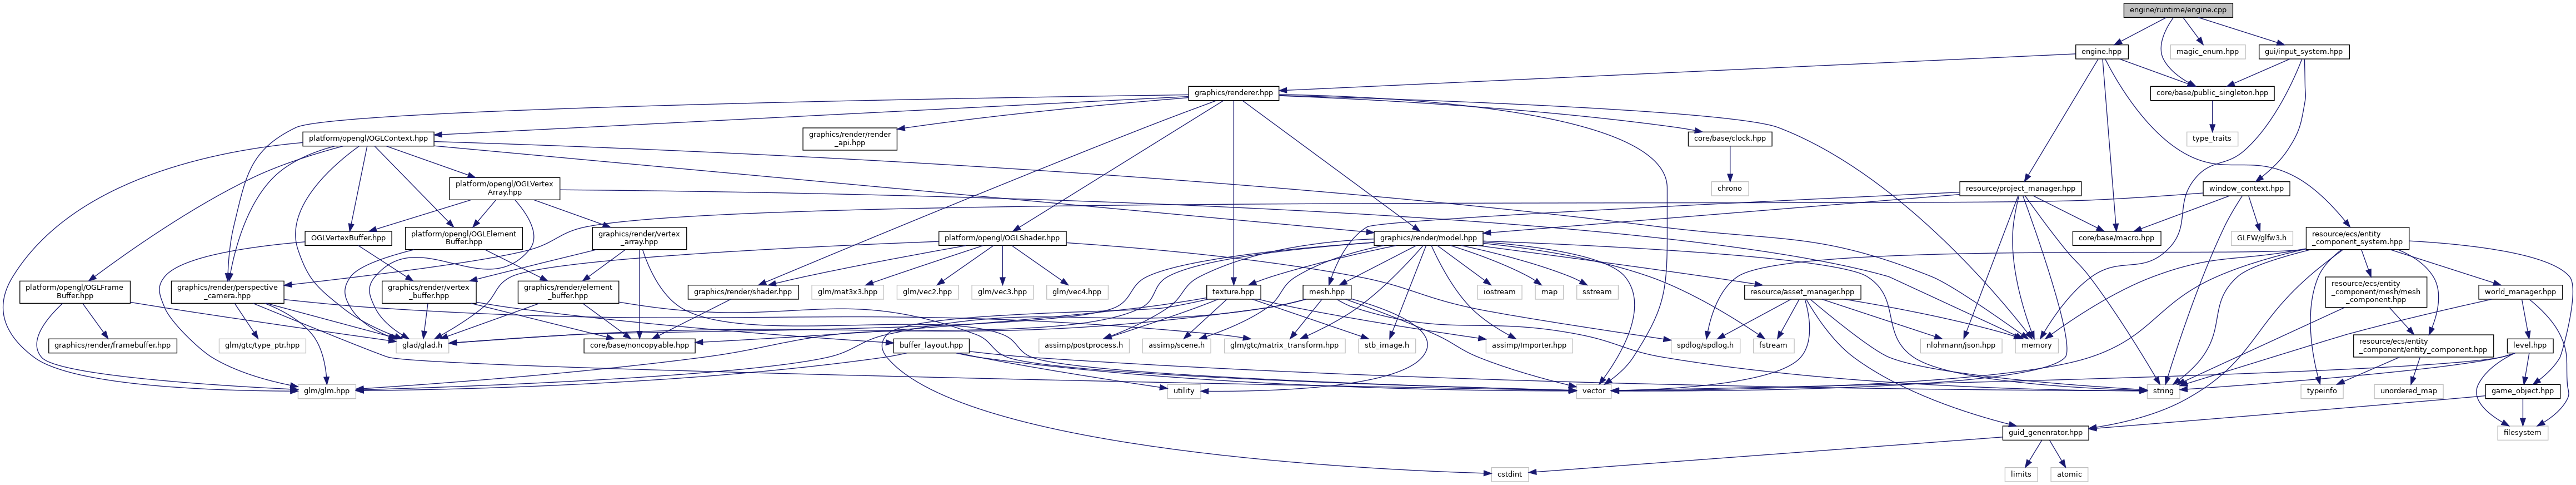 engine/runtime/engine.cpp
engine.hpp
magic_enum.hpp
gui/input_system.hpp
graphics/renderer.hpp
core/base/public_singleton.hpp
platform/opengl/OGLContext.hpp
graphics/render/render
_api.hpp
core/base/clock.hpp
type_traits
platform/opengl/OGLVertex
Array.hpp
chrono
resource/project_manager.hpp
window_context.hpp
OGLVertexBuffer.hpp
platform/opengl/OGLElement
Buffer.hpp
graphics/render/vertex
_array.hpp
platform/opengl/OGLShader.hpp
graphics/render/model.hpp
core/base/macro.hpp
GLFW/glfw3.h
resource/ecs/entity
_component_system.hpp
platform/opengl/OGLFrame
Buffer.hpp
graphics/render/perspective
_camera.hpp
graphics/render/vertex
_buffer.hpp
graphics/render/element
_buffer.hpp
graphics/render/shader.hpp
glm/mat3x3.hpp
glm/vec2.hpp
glm/vec3.hpp
glm/vec4.hpp
texture.hpp
mesh.hpp
iostream
map
sstream
resource/asset_manager.hpp
resource/ecs/entity
_component/mesh/mesh
_component.hpp
world_manager.hpp
graphics/render/framebuffer.hpp
glm/gtc/type_ptr.hpp
glad/glad.h
core/base/noncopyable.hpp
buffer_layout.hpp
assimp/postprocess.h
assimp/scene.h
glm/gtc/matrix_transform.hpp
stb_image.h
assimp/Importer.hpp
spdlog/spdlog.h
fstream
nlohmann/json.hpp
memory
resource/ecs/entity
_component/entity_component.hpp
level.hpp
glm/glm.hpp
utility
vector
string
typeinfo
unordered_map
game_object.hpp
guid_genenrator.hpp
filesystem
cstdint
limits
atomic